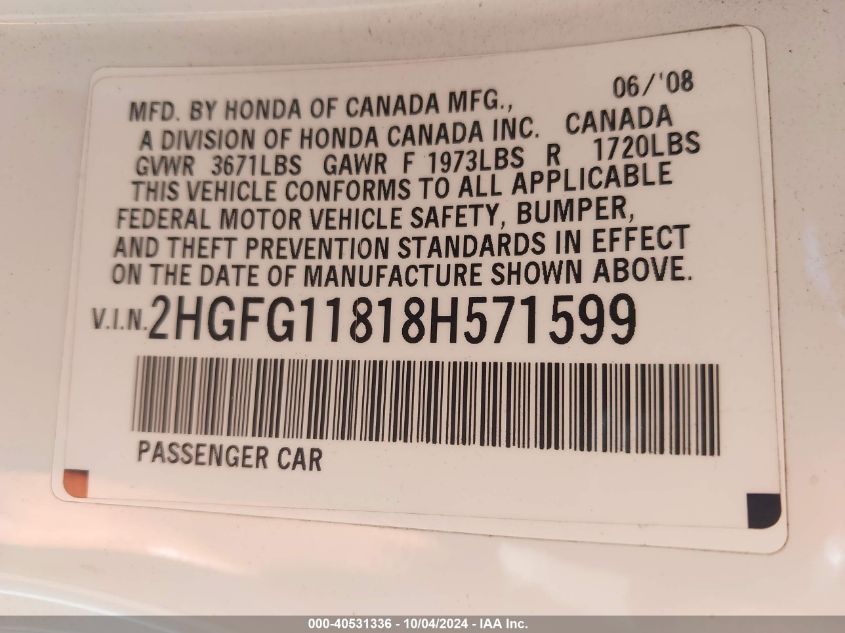 06/'08
MFD. BY HONDA OF CANADA MFG.,
A DIVISION OF HONDA CANADA INC. CANADA
GVWR 3671LBS GAWR F 1973LBS R 1720LBS
THIS VEHICLE CONFORMS TO ALL APPLICABLE
FEDERAL MOTOR VEHICLE SAFETY, BUMPER,
AND THEFT PREVENTION STANDARDS IN EFFECT
ON THE DATE OF MANUFACTURE SHOWN ABOVE.
V.I.N. 2HGFG11818H571599
PASSENGER CAR
000-40531336 - 10/04/2024 - IAA Inc.